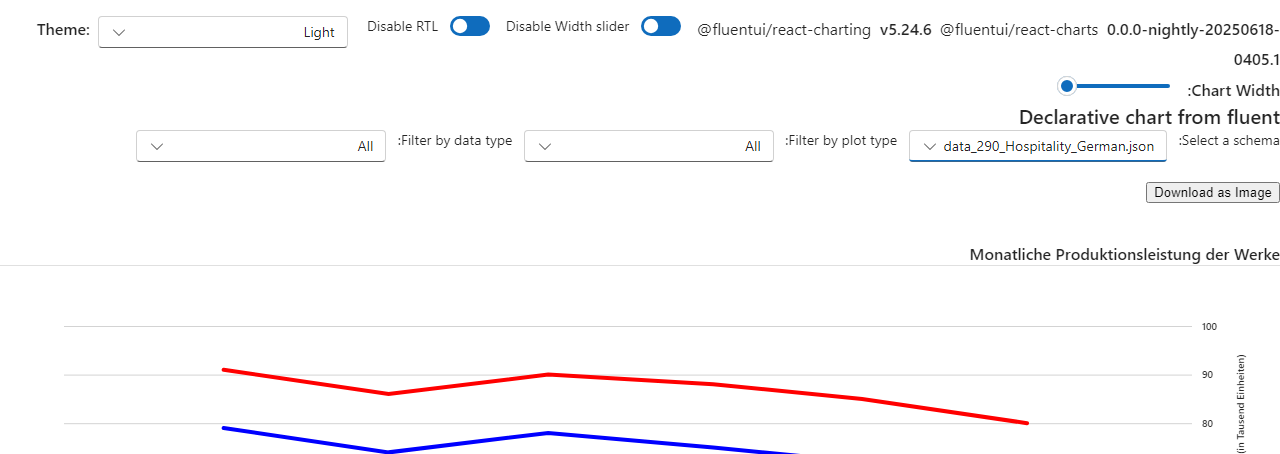 Theme: Light Disable RTL Disable Width slider @fluentui/react-charting v5.24.6 @fluentui/react-charts 0.0.0-nightly-20250618-
0405.1
:Chart Width
Declarative chart from fluent
:Select a schema data_290_Hospitality_German.json :Filter by plot type All :Filter by data type All
Download as Image
Monatliche Produktionsleistung der Werke
100
90
80
(in Tausend Einheiten)